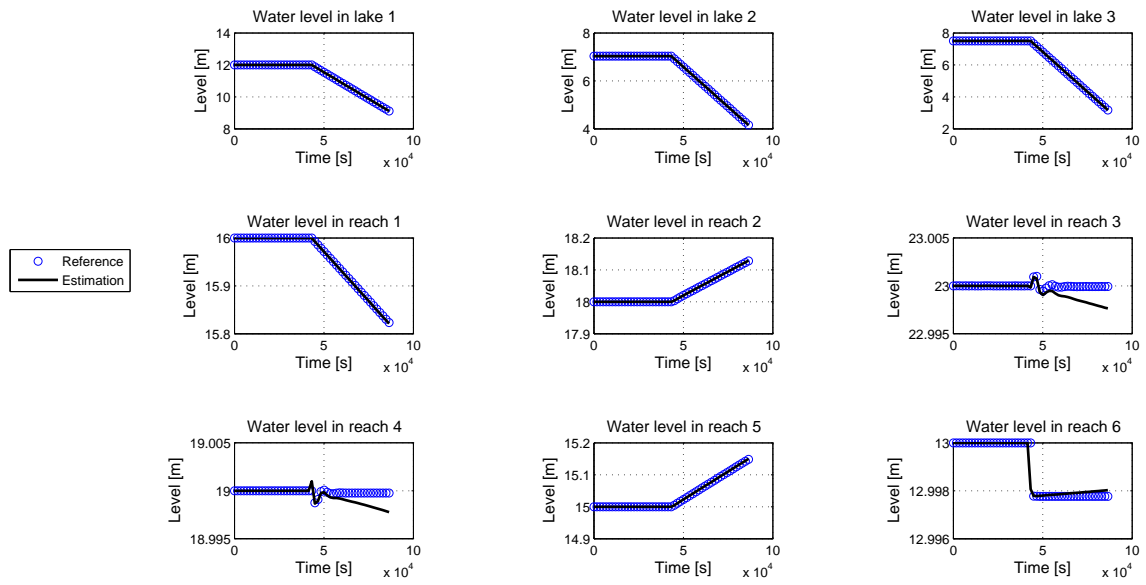 Water level in lake 1
Level [m]
14
12
10
8
0
5
10
Time [s]
x 10^4
Water level in lake 2
Level [m]
8
6
4
0
5
10
Time [s]
x 10^4
Water level in lake 3
Level [m]
8
6
4
2
0
5
10
Time [s]
x 10^4
Reference
Estimation
Water level in reach 1
Level [m]
16
15.9
15.8
0
5
10
Time [s]
x 10^4
Water level in reach 2
Level [m]
18.2
18.1
18
17.9
0
5
10
Time [s]
x 10^4
Water level in reach 3
Level [m]
23.005
23
22.995
0
5
10
Time [s]
x 10^4
Water level in reach 4
Level [m]
19.005
19
18.995
0
5
10
Time [s]
x 10^4
Water level in reach 5
Level [m]
15.2
15.1
15
14.9
0
5
10
Time [s]
x 10^4
Water level in reach 6
Level [m]
13
12.998
12.996
0
5
10
Time [s]
x 10^4